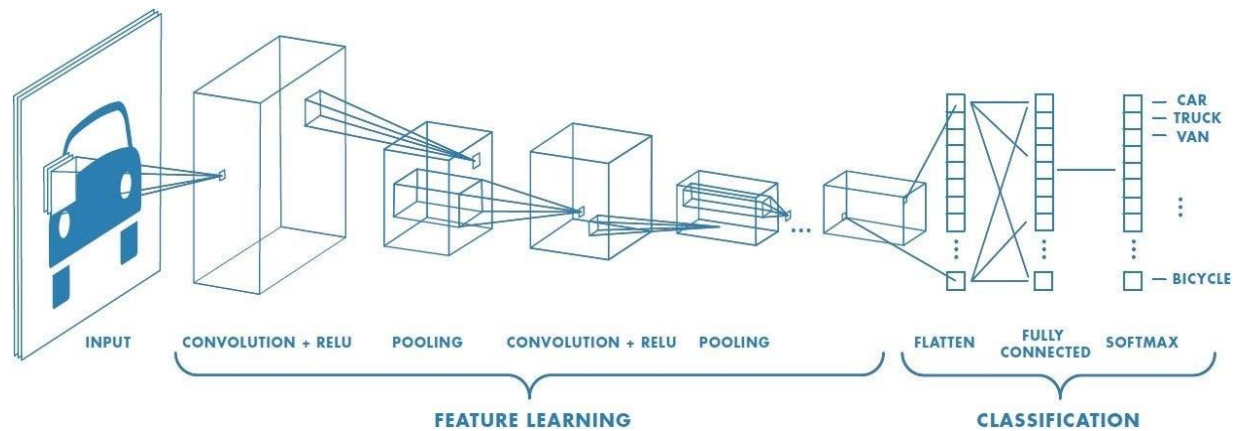 CAR
TRUCK
VAN
BICYCLE
INPUT
CONVOLUTION + RELU
POOLING
CONVOLUTION + RELU
POOLING
FLATTEN
FULLY
CONNECTED
SOFTMAX
FEATURE LEARNING
CLASSIFICATION